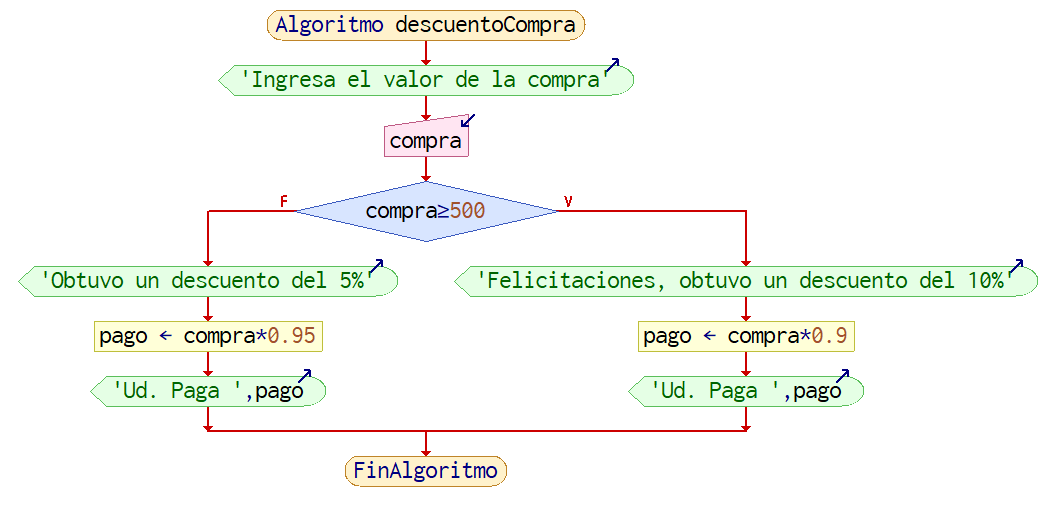 Algoritmo descuentoCompra
'Ingresa el valor de la compra'
compra
compra≥500
F
V
'Obtuvo un descuento del 5%'
'Felicitaciones, obtuvo un descuento del 10%'
pago ← compra*0.95
pago ← compra*0.9
'Ud. Paga ',pago
'Ud. Paga ',pago
FinAlgoritmo